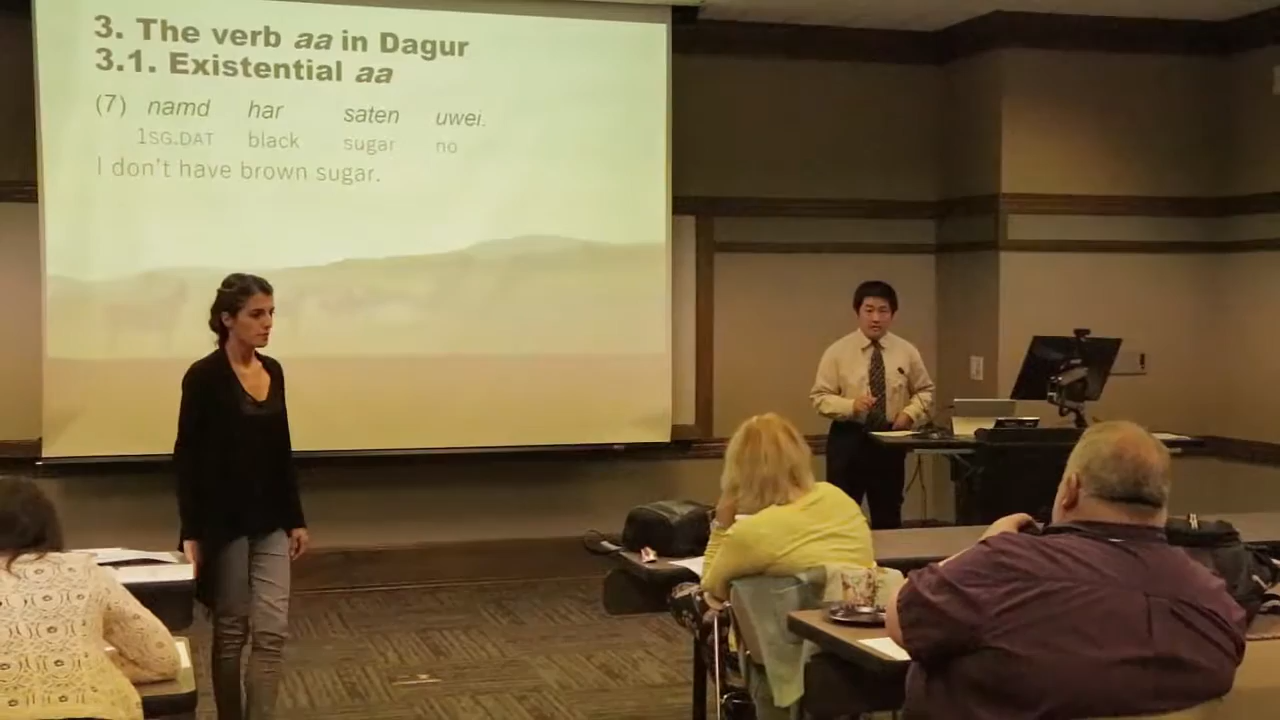 3. The verb aa in Dagur
3.1. Existential aa
(7) namd har saten uwei.
1SG.DAT black sugar no
I don't have brown sugar.